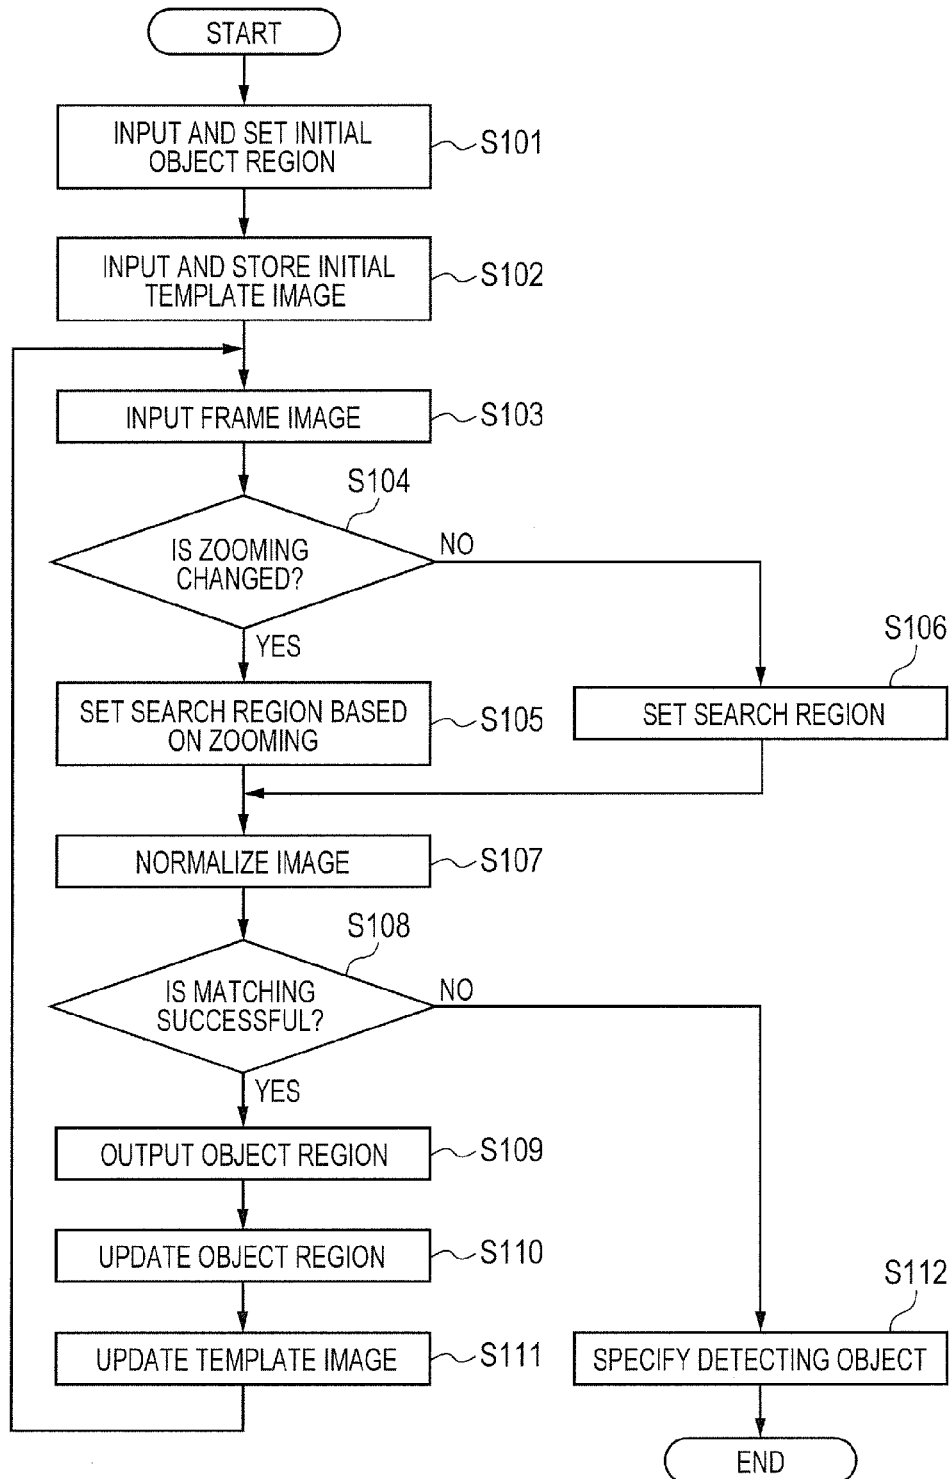 START
INPUT AND SET INITIAL
OBJECT REGION
S101
INPUT AND STORE INITIAL
TEMPLATE IMAGE
S102
INPUT FRAME IMAGE
S103
S104
IS ZOOMING
CHANGED?
NO
YES
S106
SET SEARCH REGION BASED
ON ZOOMING
S105
SET SEARCH REGION
NORMALIZE IMAGE
S107
S108
IS MATCHING
SUCCESSFUL?
NO
YES
OUTPUT OBJECT REGION
S109
UPDATE OBJECT REGION
S110
S112
UPDATE TEMPLATE IMAGE
S111
SPECIFY DETECTING OBJECT
END